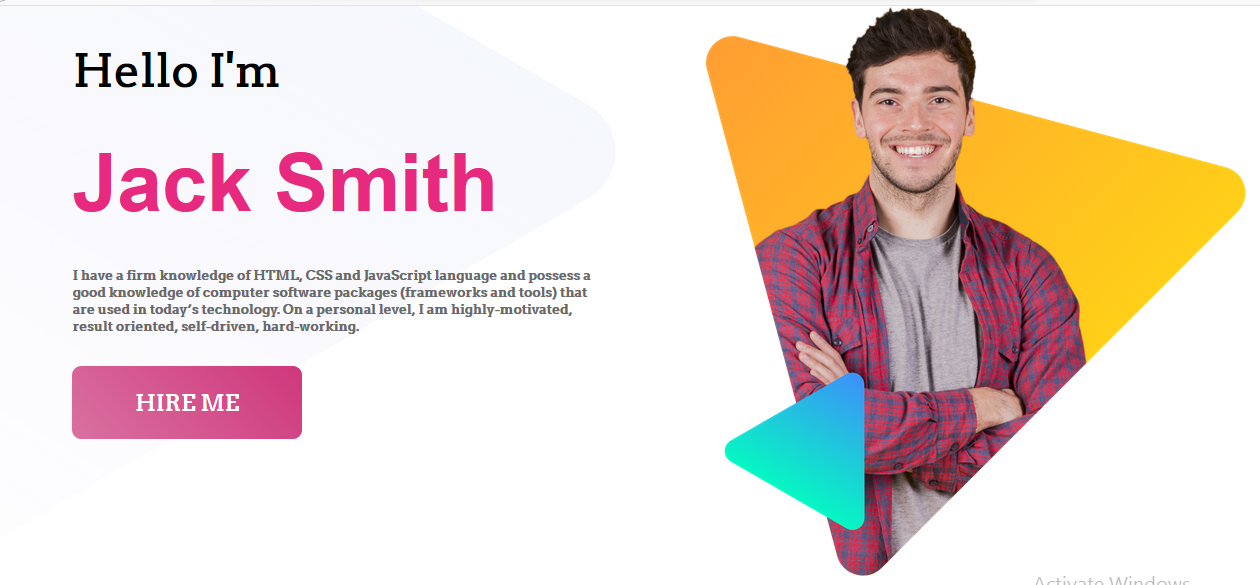 Hello I'm
Jack Smith
I have a firm knowledge of HTML, CSS and JavaScript language and possess a
good knowledge of computer software packages (frameworks and tools) that
are used in today’s technology. On a personal level, I am highly-motivated,
result oriented, self-driven, hard-working.
HIRE ME
Activate Windows